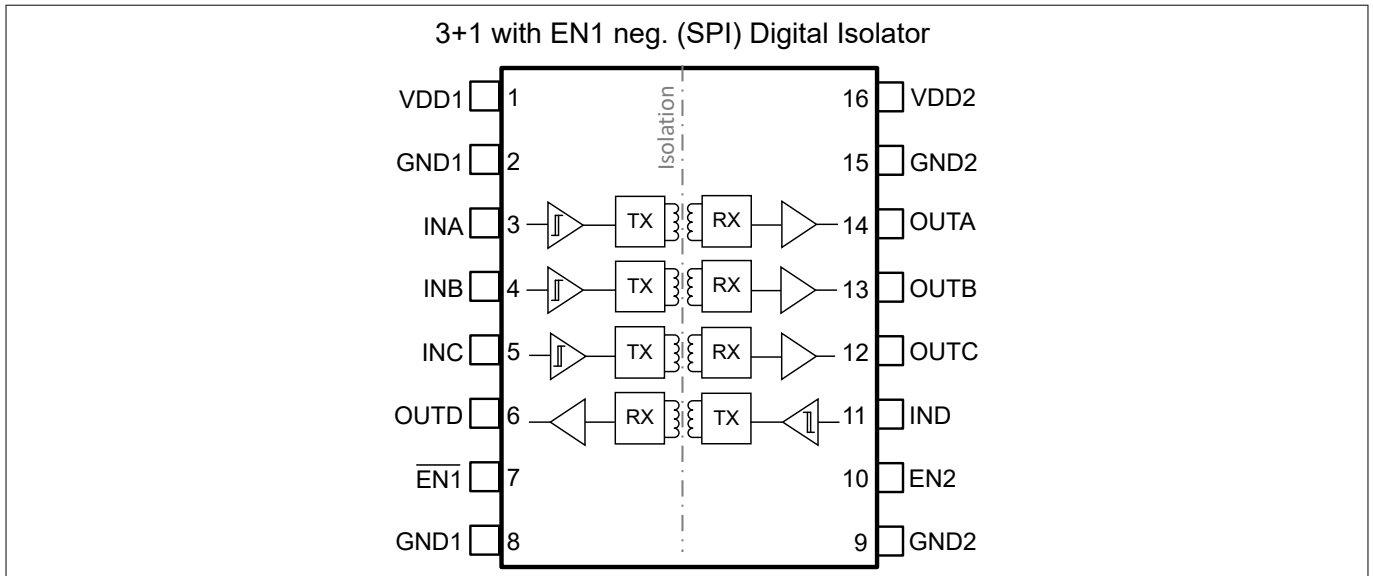 3+1 with EN1 neg. (SPI) Digital Isolator
VDD1 1 Isolation 16 VDD2
GND1 2 15 GND2
INA 3 TX RX 14 OUTA
INB 4 TX RX 13 OUTB
INC 5 TX RX 12 OUTC
OUTD 6 RX TX 11 IND
EN1 7 10 EN2
GND1 8 9 GND2